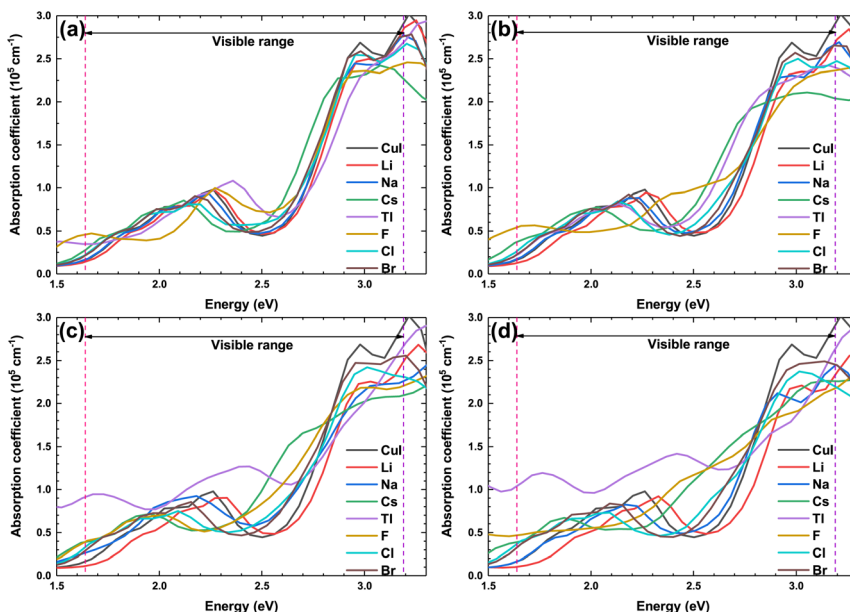 (a)
Visible range
Absorption coefficient (10⁵ cm⁻¹)
3.0
2.5
2.0
1.5
1.0
0.5
0.0
CuI
Li
Na
Cs
Tl
F
Cl
Br
1.5 2.0 2.5 3.0
Energy (eV)
(b)
Visible range
Absorption coefficient (10⁵ cm⁻¹)
3.0
2.5
2.0
1.5
1.0
0.5
0.0
CuI
Li
Na
Cs
Tl
F
Cl
Br
1.5 2.0 2.5 3.0
Energy (eV)
(c)
Visible range
Absorption coefficient (10⁵ cm⁻¹)
3.0
2.5
2.0
1.5
1.0
0.5
0.0
CuI
Li
Na
Cs
Tl
F
Cl
Br
1.5 2.0 2.5 3.0
Energy (eV)
(d)
Visible range
Absorption coefficient (10⁵ cm⁻¹)
3.0
2.5
2.0
1.5
1.0
0.5
0.0
CuI
Li
Na
Cs
Tl
F
Cl
Br
1.5 2.0 2.5 3.0
Energy (eV)